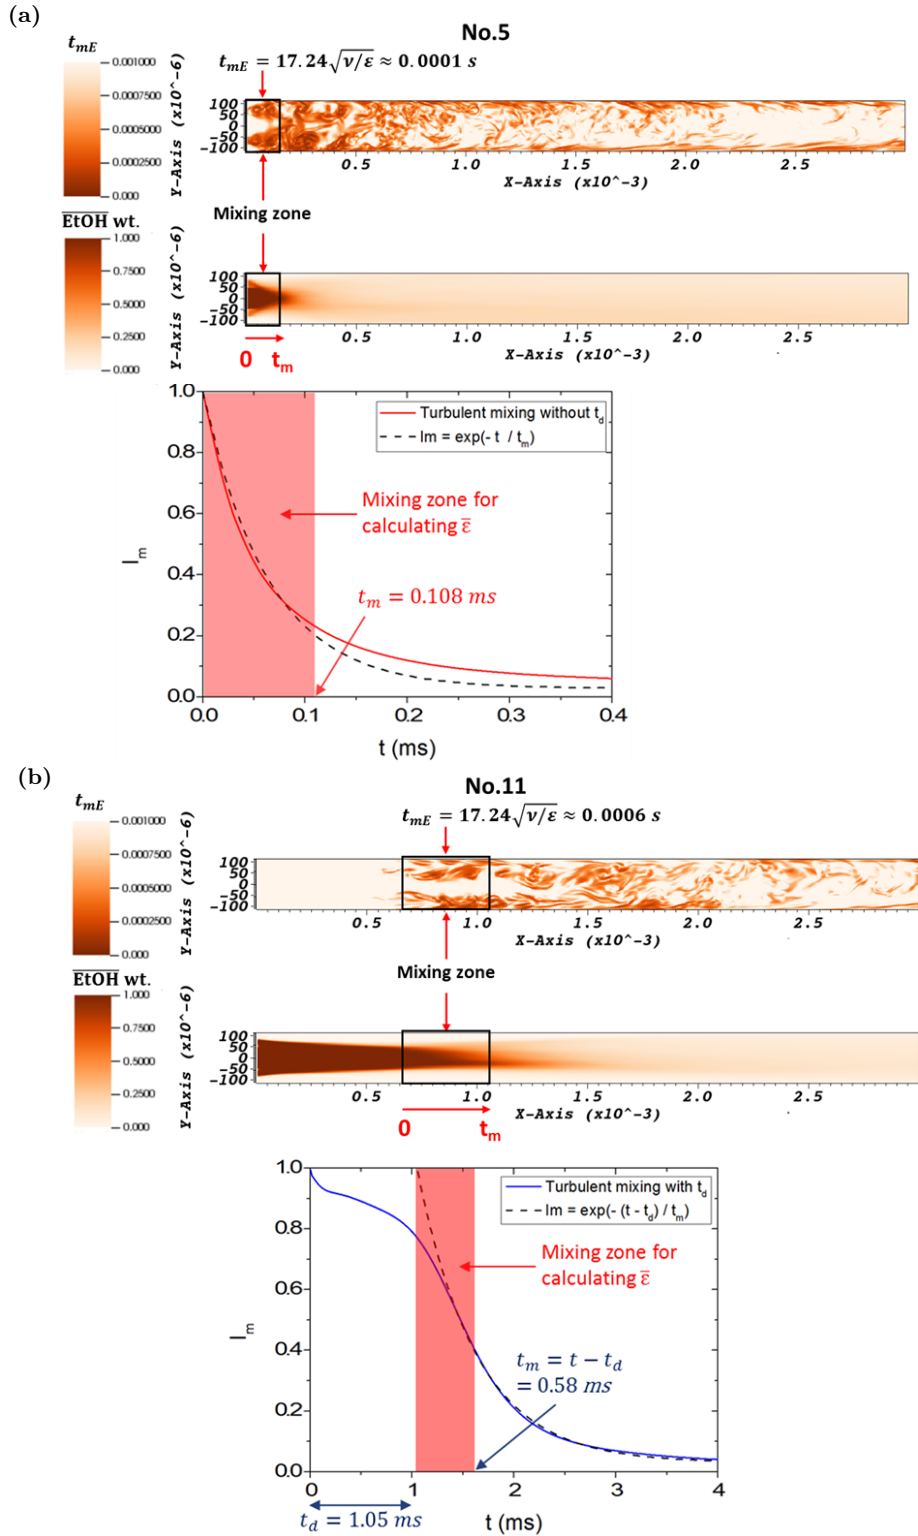 (a)
No.5
t_mE
t_mE = 17.24√ν/ε ≈ 0.0001 s
0.001000
0.0007500
0.0005000
0.0002500
0.000
Y-Axis (x10^-6)
100
50
0
-50
-100
0.5 1.0 1.5 2.0 2.5
X-Axis (x10^-3)
Mixing zone
EtOH wt.
1.000
0.7500
0.5000
0.2500
0.000
Y-Axis (x10^-6)
100
50
0
-50
-100
0.5 1.0 1.5 2.0 2.5
X-Axis (x10^-3)
0 t_m
1.0
0.8
0.6
0.4
0.2
0.0
I_m
Turbulent mixing without t_d
Im = exp(- t / t_m)
Mixing zone for
calculating ε̅
t_m = 0.108 ms
0.0 0.1 0.2 0.3 0.4
t (ms)
(b)
No.11
t_mE
t_mE = 17.24√ν/ε ≈ 0.0006 s
0.001000
0.0007500
0.0005000
0.0002500
0.000
Y-Axis (x10^-6)
100
50
0
-50
-100
0.5 1.0 1.5 2.0 2.5
X-Axis (x10^-3)
Mixing zone
EtOH wt.
1.000
0.7500
0.5000
0.2500
0.000
Y-Axis (x10^-6)
100
50
0
-50
-100
0.5 1.0 1.5 2.0 2.5
X-Axis (x10^-3)
0 t_m
1.0
0.8
0.6
0.4
0.2
0.0
I_m
Turbulent mixing with t_d
Im = exp(- (t - t_d) / t_m)
Mixing zone for
calculating ε̅
t_m = t − t_d
= 0.58 ms
0 1 2 3 4
t_d = 1.05 ms
t (ms)